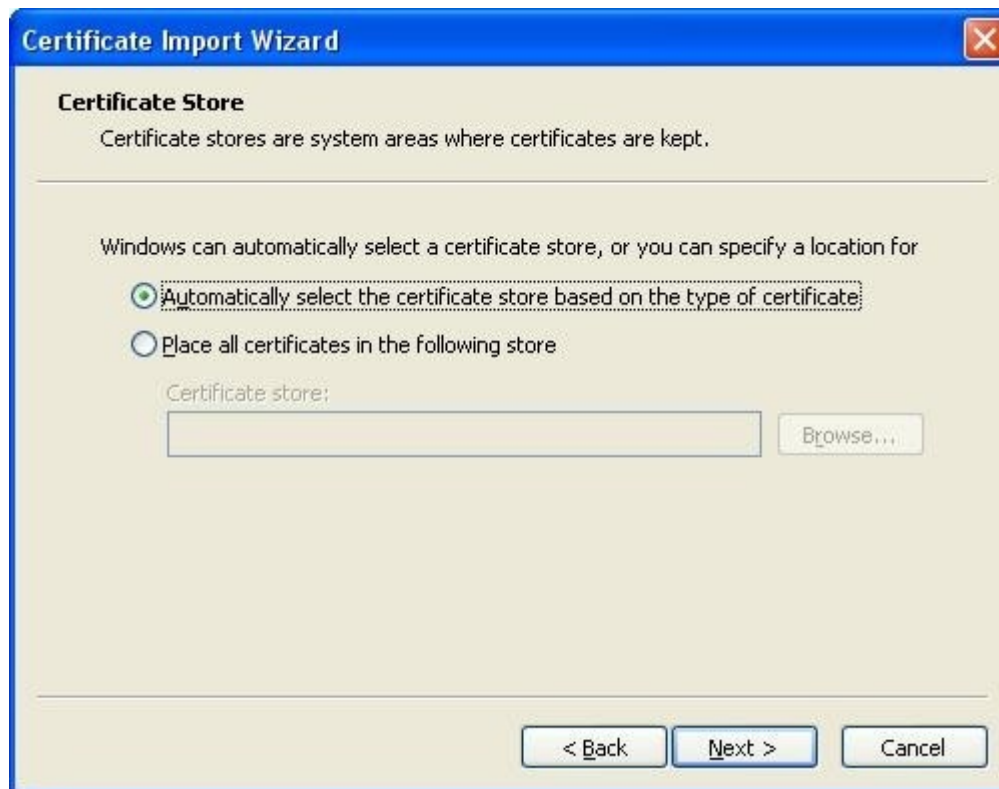 Certificate Import Wizard
Certificate Store
Certificate stores are system areas where certificates are kept.
Windows can automatically select a certificate store, or you can specify a location for
Automatically select the certificate store based on the type of certificate
Place all certificates in the following store
Certificate store:
Browse...
< Back Next > Cancel